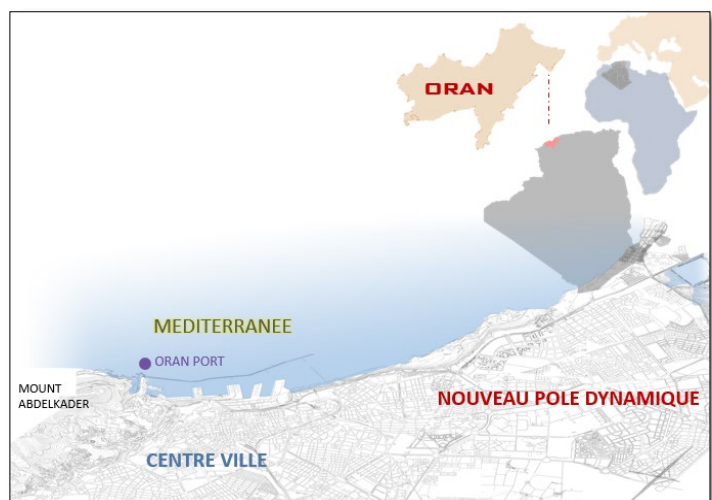 ORAN
MEDITERRANEE
ORAN PORT
MOUNT
ABDELKADER
NOUVEAU POLE DYNAMIQUE
CENTRE VILLE